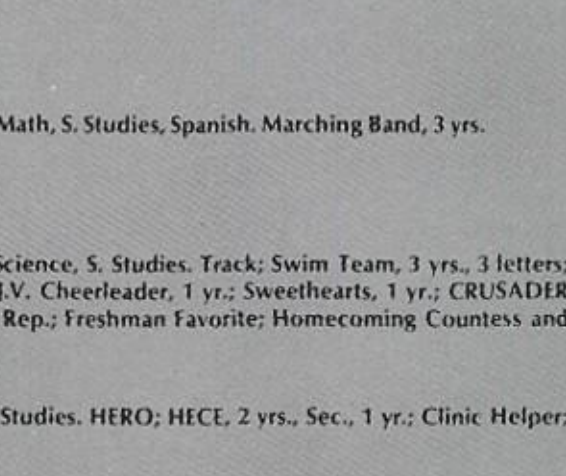 Math, S. Studies, Spanish. Marching Band, 3 yrs.
Science, S. Studies. Track; Swim Team, 3 yrs., 3 letters;
J.V. Cheerleader, 1 yr.; Sweethearts, 1 yr.; CRUSADER
Rep.; Freshman Favorite; Homecoming Countess and
Studies. HERO; HECE, 2 yrs., Sec., 1 yr.; Clinic Helper;